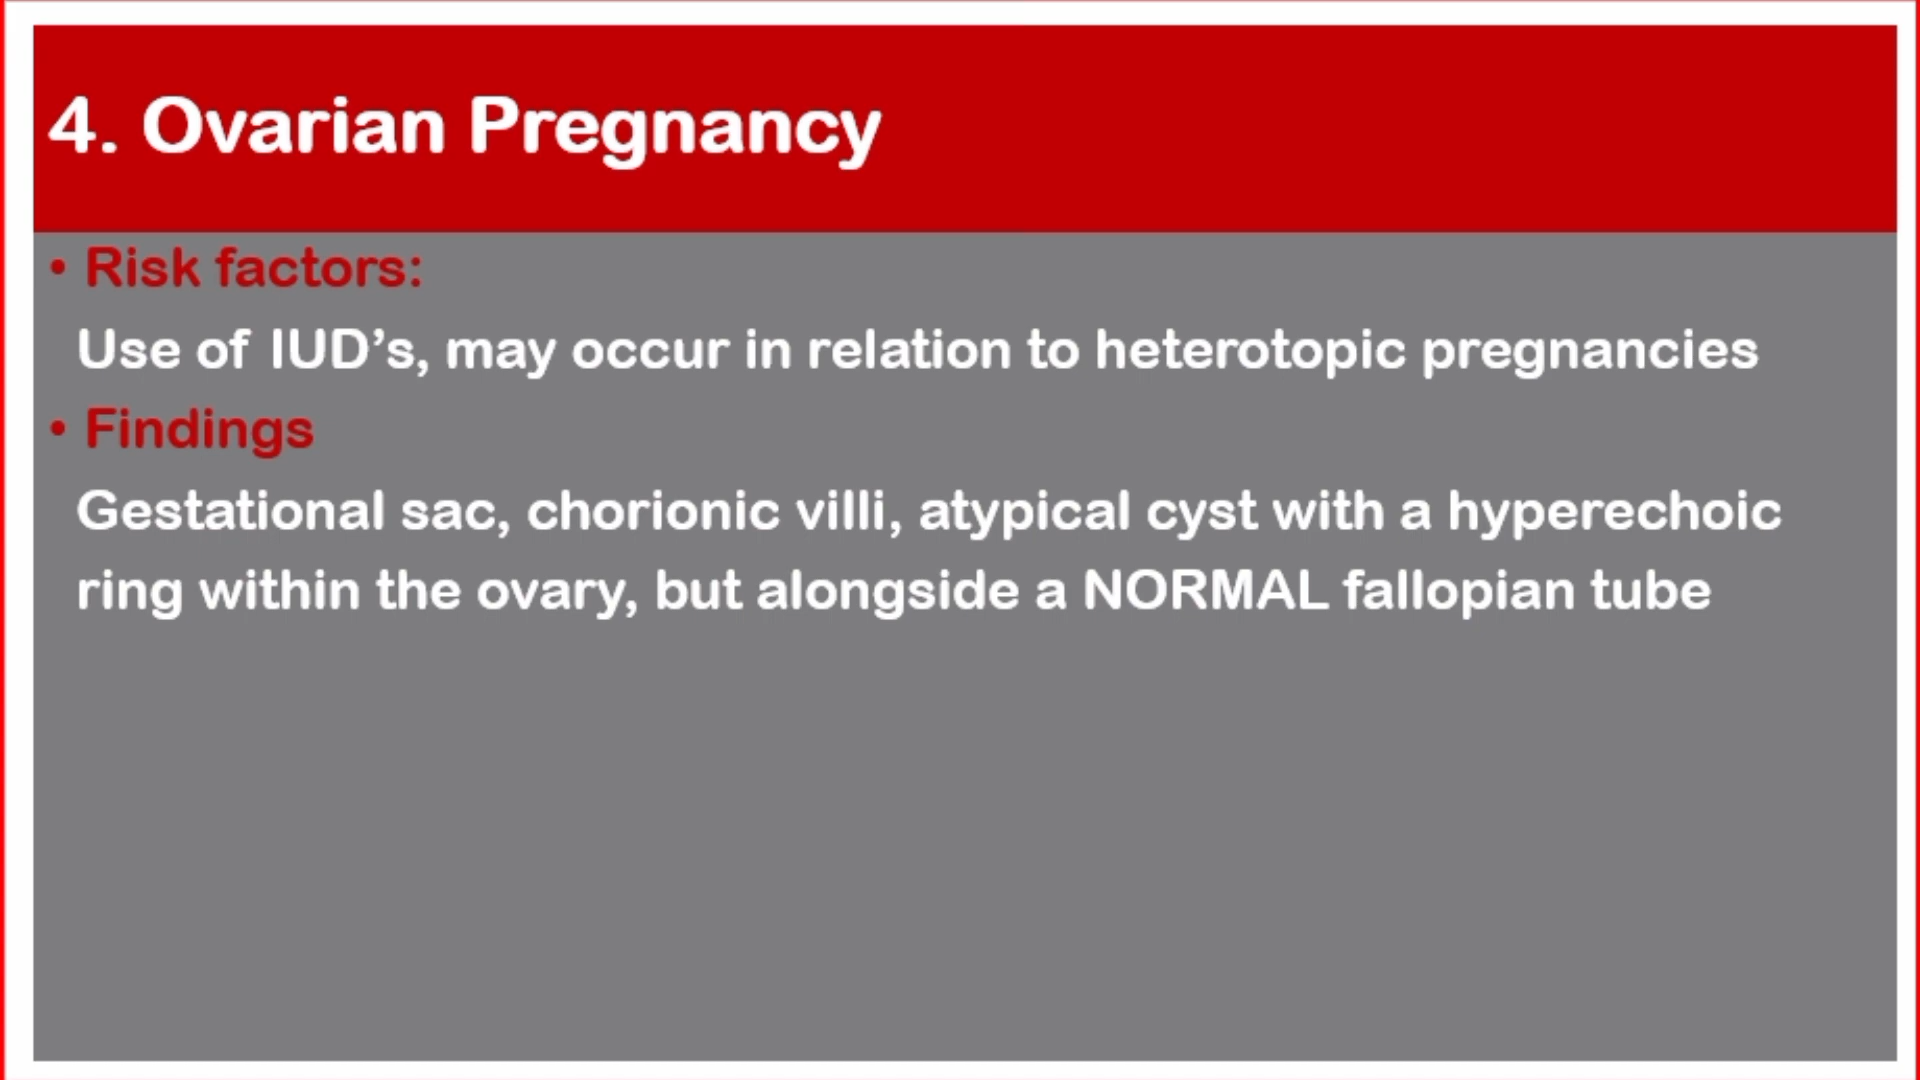 4. Ovarian Pregnancy
• Risk factors:
Use of IUD’s, may occur in relation to heterotopic pregnancies
• Findings
Gestational sac, chorionic villi, atypical cyst with a hyperechoic
ring within the ovary, but alongside a NORMAL fallopian tube